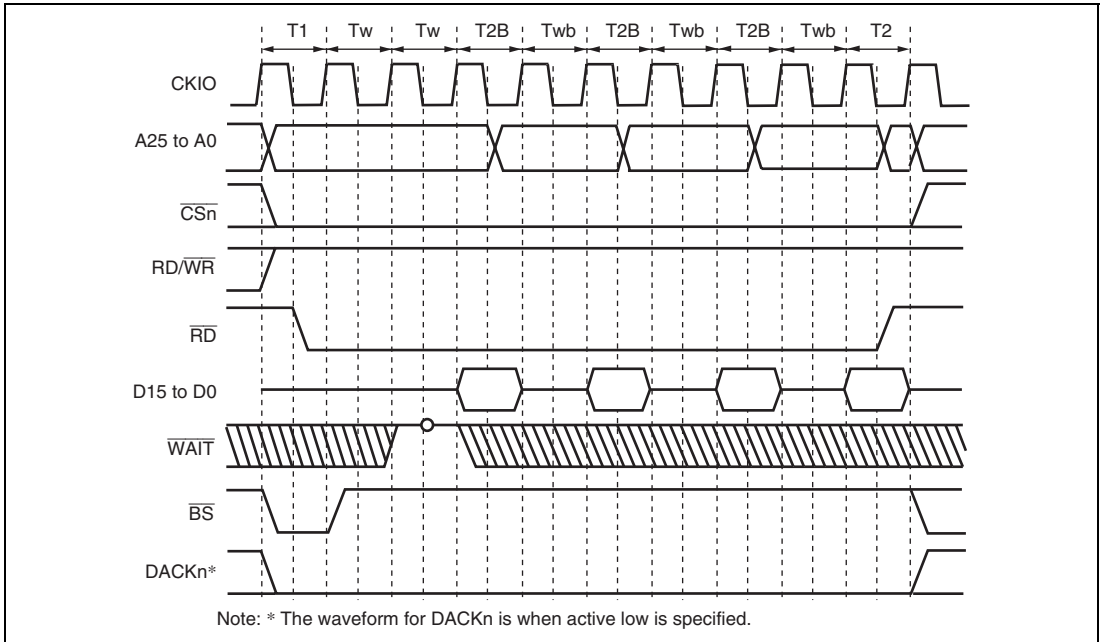 T1 Tw Tw T2B Twb T2B Twb T2B Twb T2
CKIO
A25 to A0
CSn
RD/WR
RD
D15 to D0
WAIT
BS
DACKn*
Note: * The waveform for DACKn is when active low is specified.